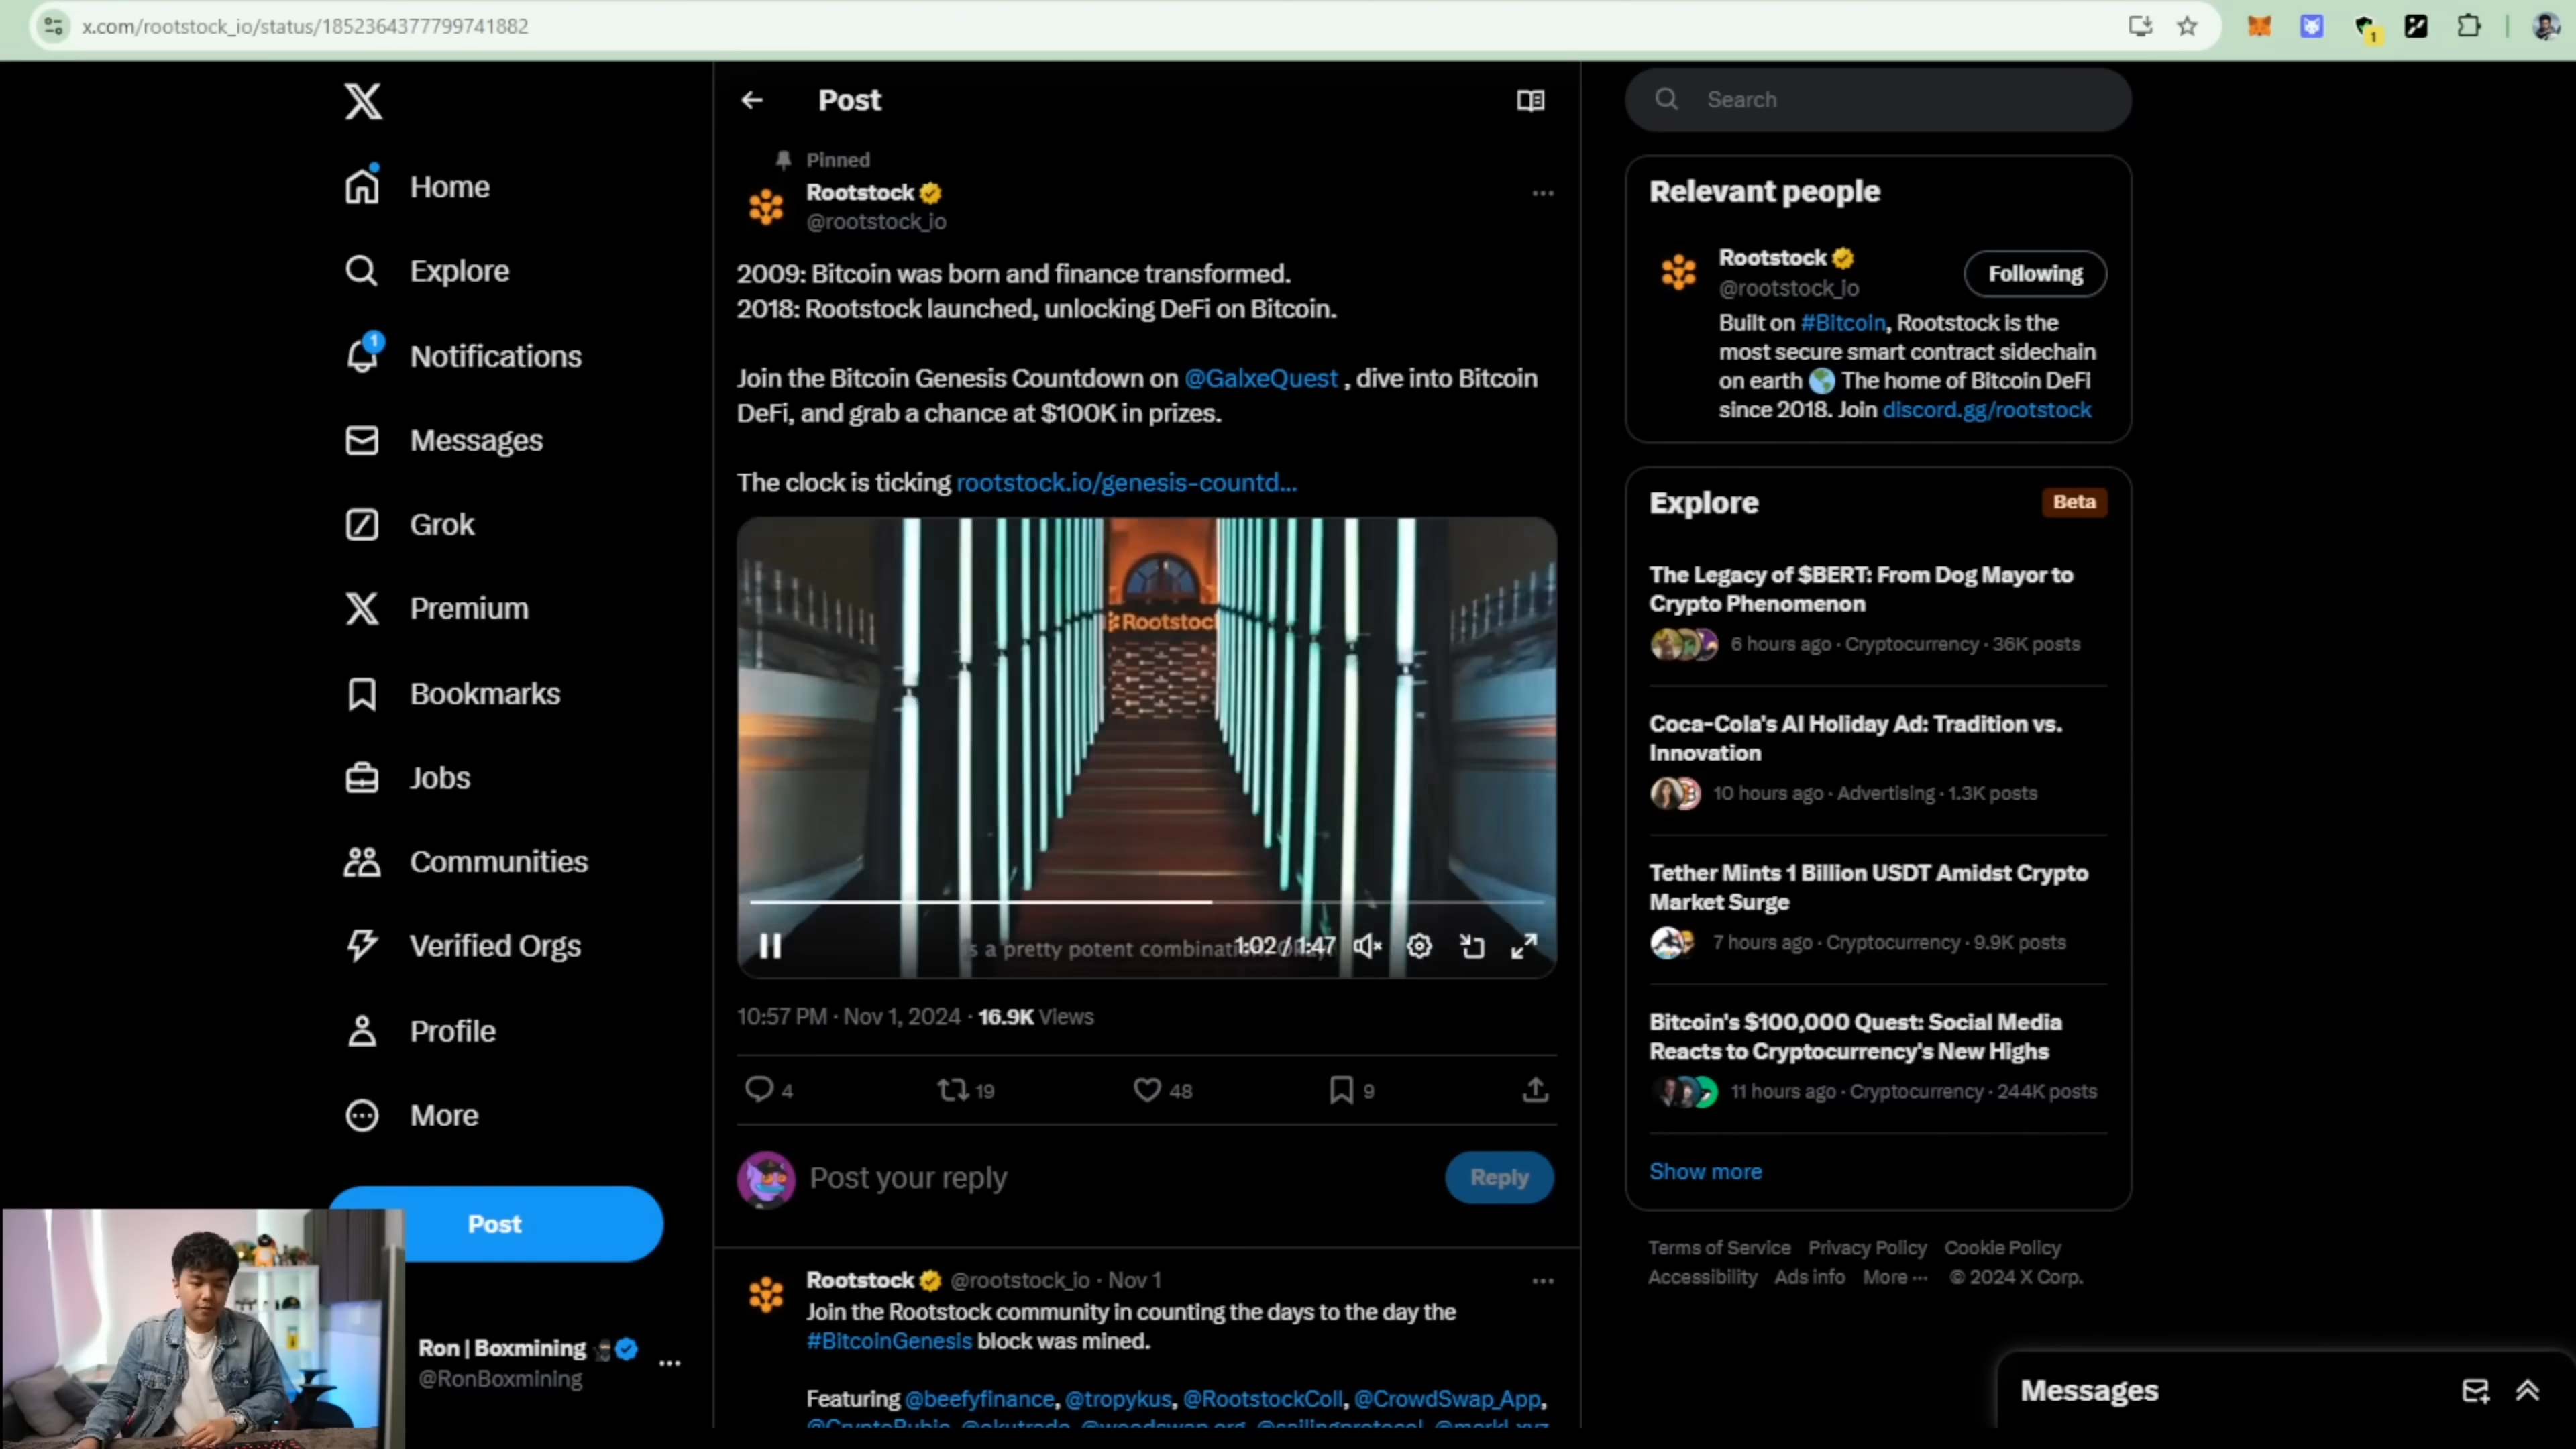 x.com/rootstock_io/status/1852364377799741882
1
Home
Explore
1
Notifications
Messages
Grok
Premium
Bookmarks
Jobs
Communities
Verified Orgs
Profile
More
Post
Ron | Boxmining
@RonBoxmining
Post
Pinned
Rootstock
@rootstock_io
2009: Bitcoin was born and finance transformed.
2018: Rootstock launched, unlocking DeFi on Bitcoin.
Join the Bitcoin Genesis Countdown on @GalxeQuest , dive into Bitcoin
DeFi, and grab a chance at $100K in prizes.
The clock is ticking rootstock.io/genesis-countd...
Rootstock
a pretty potent
1:02 / 1:47
10:57 PM · Nov 1, 2024 · 16.9K Views
4 19 48 9
Post your reply
Reply
Rootstock @rootstock_io · Nov 1
Join the Rootstock community in counting the days to the day the
#BitcoinGenesis block was mined.
Featuring @beefyfinance, @tropykus, @RootstockColl, @CrowdSwap_App,
Search
Relevant people
Rootstock
@rootstock_io
Following
Built on #Bitcoin, Rootstock is the
most secure smart contract sidechain
on earth 🌎 The home of Bitcoin DeFi
since 2018. Join discord.gg/rootstock
Explore
Beta
The Legacy of $BERT: From Dog Mayor to
Crypto Phenomenon
6 hours ago · Cryptocurrency · 36K posts
Coca-Cola's AI Holiday Ad: Tradition vs.
Innovation
10 hours ago · Advertising · 1.3K posts
Tether Mints 1 Billion USDT Amidst Crypto
Market Surge
7 hours ago · Cryptocurrency · 9.9K posts
Bitcoin's $100,000 Quest: Social Media
Reacts to Cryptocurrency's New Highs
11 hours ago · Cryptocurrency · 244K posts
Show more
Terms of Service Privacy Policy Cookie Policy
Accessibility Ads info More ··· © 2024 X Corp.
Messages